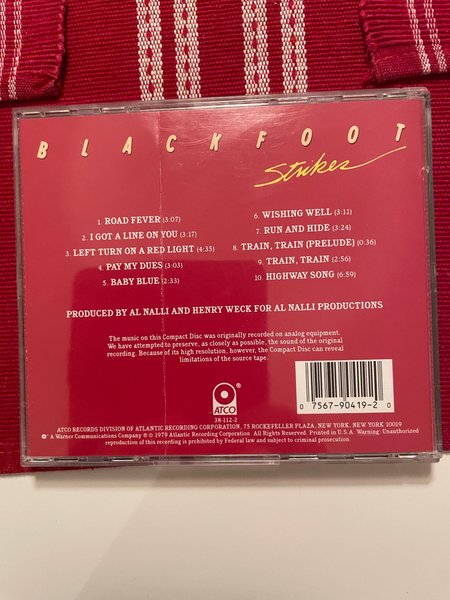 BLACKFOOT
Strikes
1. ROAD FEVER (3:07)
2. I GOT A LINE ON YOU (3:17)
3. LEFT TURN ON A RED LIGHT (4:35)
4. PAY MY DUES (3:03)
5. BABY BLUE (2:33)
6. WISHING WELL (3:11)
7. RUN AND HIDE (3:24)
8. TRAIN, TRAIN (PRELUDE) (0:36)
9. TRAIN, TRAIN (2:56)
10. HIGHWAY SONG (6:59)
PRODUCED BY AL NALLI AND HENRY WECK FOR AL NALLI PRODUCTIONS
The music on this Compact Disc was originally recorded on analog equipment.
We have attempted to preserve, as closely as possible, the sound of the original
recording. Because of its high resolution, however, the Compact Disc can reveal
limitations of the source tape.
ATCO
38-112-2
0 7567-90419-2 0
ATCO RECORDS DIVISION OF ATLANTIC RECORDING CORPORATION, 75 ROCKEFELLER PLAZA, NEW YORK, NEW YORK 10019
A Warner Communications Company ℗ © 1979 Atlantic Recording Corporation. All Rights Reserved. Printed in U.S.A. Warning: Unauthorized
reproduction of this recording is prohibited by Federal law and subject to criminal prosecution.